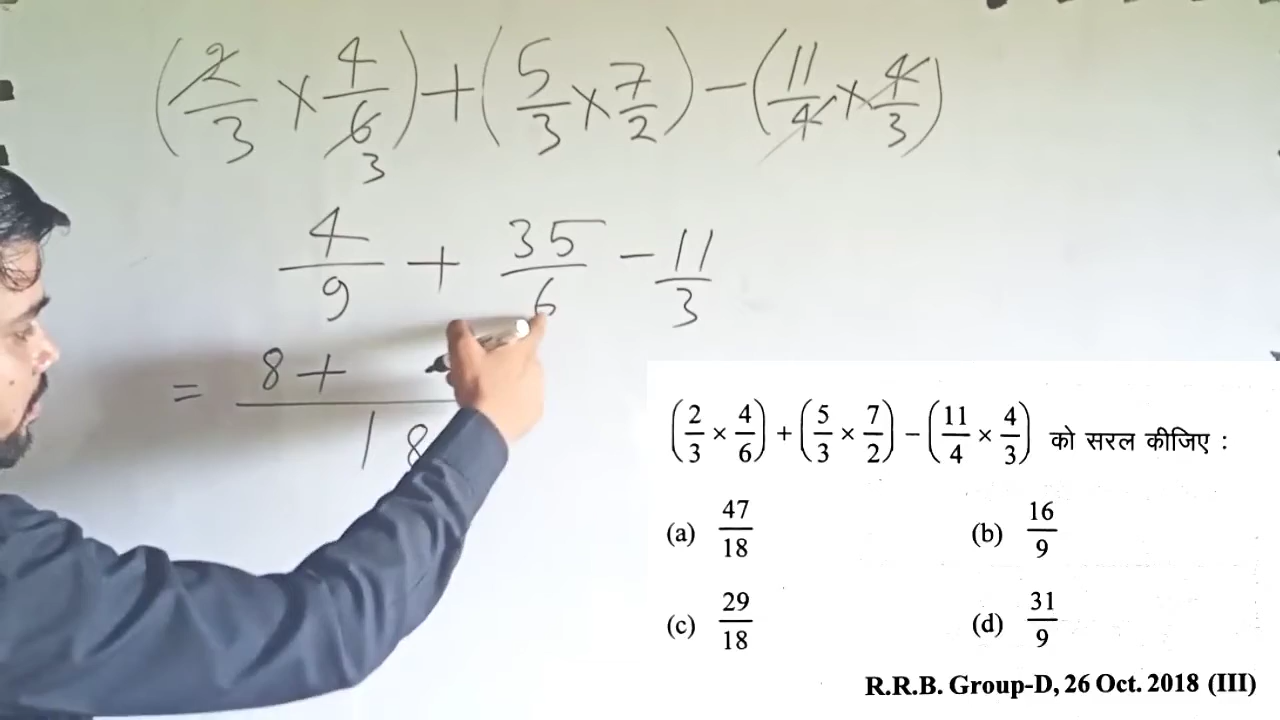 (2/3 × 4/6) + (5/3 × 7/2) − (11/4 × 4/3)
3
4/9 + 35/6 − 11/3
= 8 + / 18
(2/3 × 4/6) + (5/3 × 7/2) − (11/4 × 4/3) को सरल कीजिए :
(a) 47/18 (b) 16/9
(c) 29/18 (d) 31/9
R.R.B. Group-D, 26 Oct. 2018 (III)